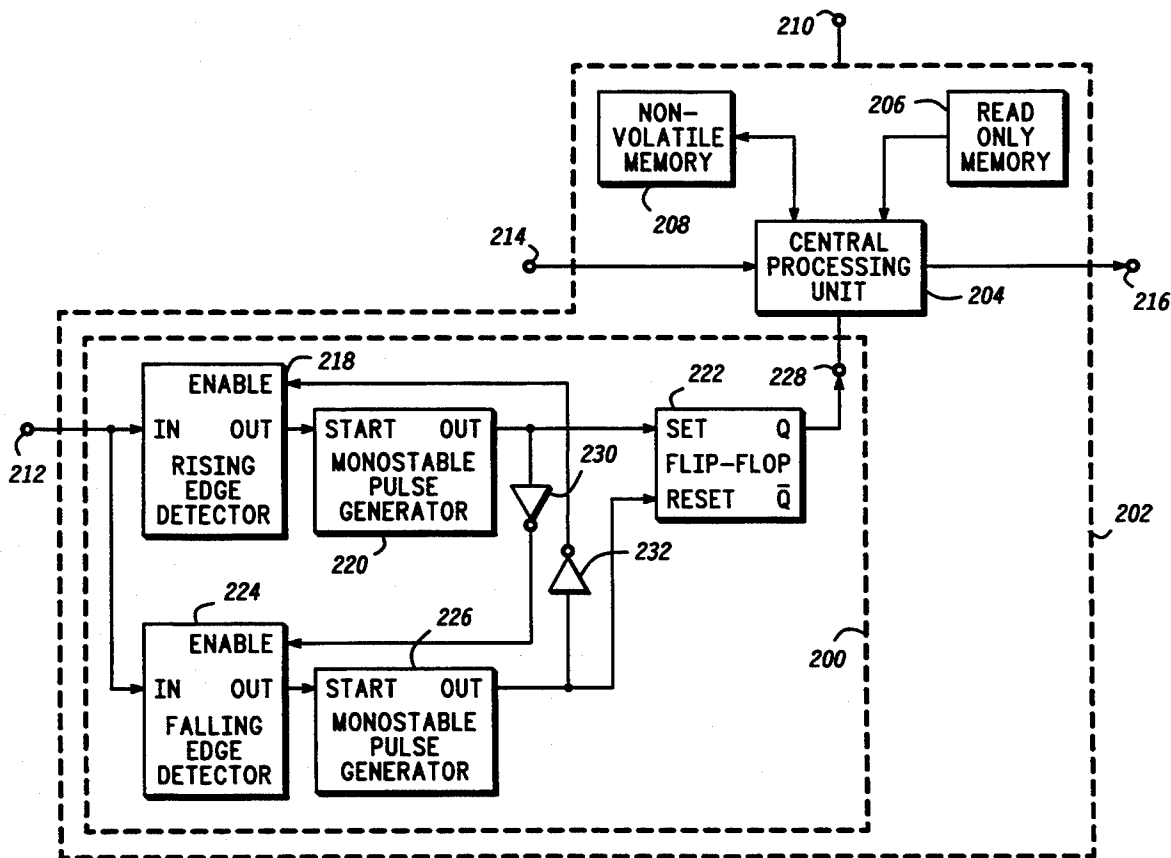 210
NON-
VOLATILE
MEMORY
208
206
READ
ONLY
MEMORY
214
CENTRAL
PROCESSING
UNIT
204
216
212
218
ENABLE
IN OUT
RISING
EDGE
DETECTOR
START OUT
MONOSTABLE
PULSE
GENERATOR
220
230
222
SET Q
FLIP-FLOP
RESET Q̅
228
202
232
224
ENABLE
IN OUT
FALLING
EDGE
DETECTOR
226
START OUT
MONOSTABLE
PULSE
GENERATOR
200